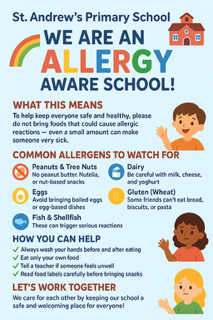 St. Andrew's Primary School
WE ARE AN
ALLERGY
AWARE SCHOOL!
WHAT THIS MEANS
To help keep everyone safe and healthy, please
do not bring foods that could cause allergic
reactions — even a small amount can make
someone very sick.
COMMON ALLERGENS TO WATCH FOR
Peanuts & Tree Nuts
No peanut butter. Nutella,
or nut-based snacks
Dairy
Be careful with milk, cheese,
and yoghurt
Eggs
Avoid bringing boiled eggs
or egg-based dishes
Gluten (Wheat)
Some friends can't eat bread,
biscuits, or pasta
Fish & Shellfish
These can trigger serious reactions
HOW YOU CAN HELP
✓ Always wash your hands before and after eating
✓ Eat only your own food
✓ Tell a teacher if someone feels unwell
✓ Read food labels carefully before bringing snacks
LET'S WORK TOGETHER
We care for each other by keeping our school a
safe and welcoming place for everyone!